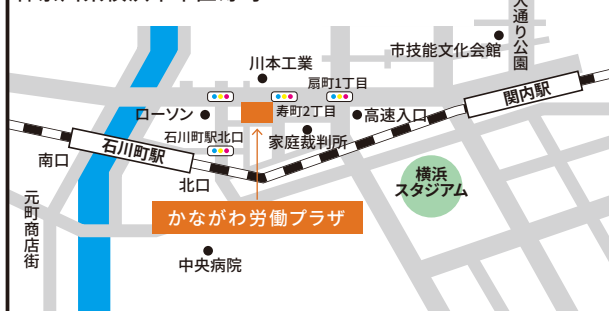 大通り公園
市技能文化会館
川本工業
扇町1丁目
関内駅
ローソン
寿町2丁目
高速入口
石川町駅北口
家庭裁判所
石川町駅
南口
北口
横浜
スタジアム
元町商店街
かながわ労働プラザ
中央病院